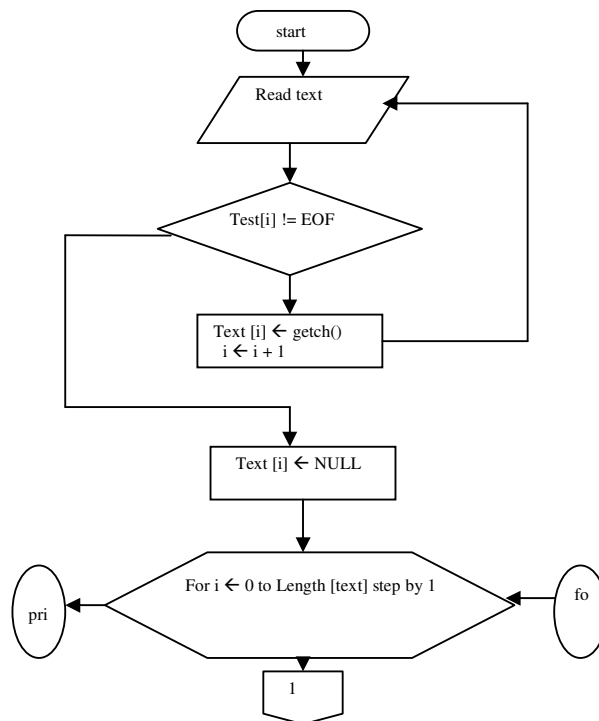 start
Read text
Test[i] != EOF
Text [i] ← getch()
i ← i + 1
Text [i] ← NULL
For i ← 0 to Length [text] step by 1
pri
fo
1